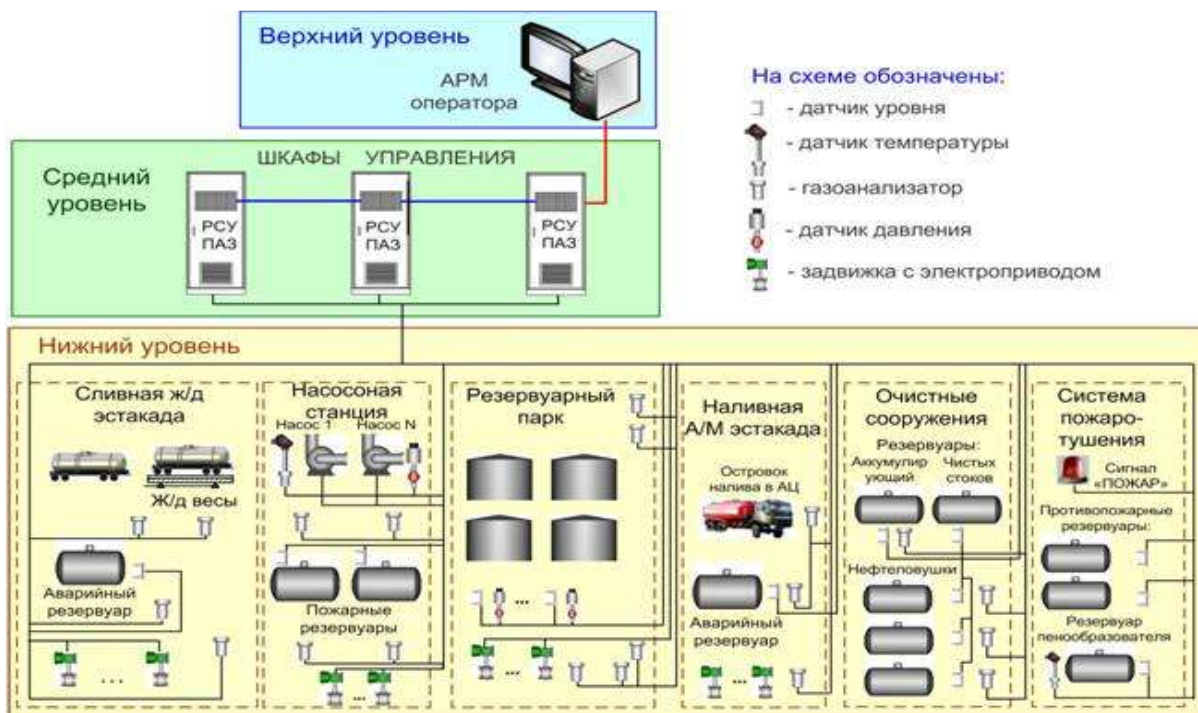 Верхний уровень
АРМ
оператора
На схеме обозначены:
- датчик уровня
- датчик температуры
- газоанализатор
- датчик давления
- задвижка с электроприводом
Средний
уровень
ШКАФЫ УПРАВЛЕНИЯ
РСУ
ПАЗ
РСУ
ПАЗ
РСУ
ПАЗ
Нижний уровень
Сливная ж/д
эстакада
Ж/д весы
Аварийный
резервуар
...
Насосоная
станция
Насос 1
Насос N
Пожарные
резервуары
...
Резервуарный
парк
...
...
Наливная
А/М эстакада
Островок
налива в АЦ
Аварийный
резервуар
...
Очистные
сооружения
Резервуары:
Аккумулир
ующий
Чистых
стоков
Нефтеловушки
Система
пожаро-
тушения
Сигнал
«ПОЖАР»
Противопожарные
резервуары:
Резервуар
пенообразователя